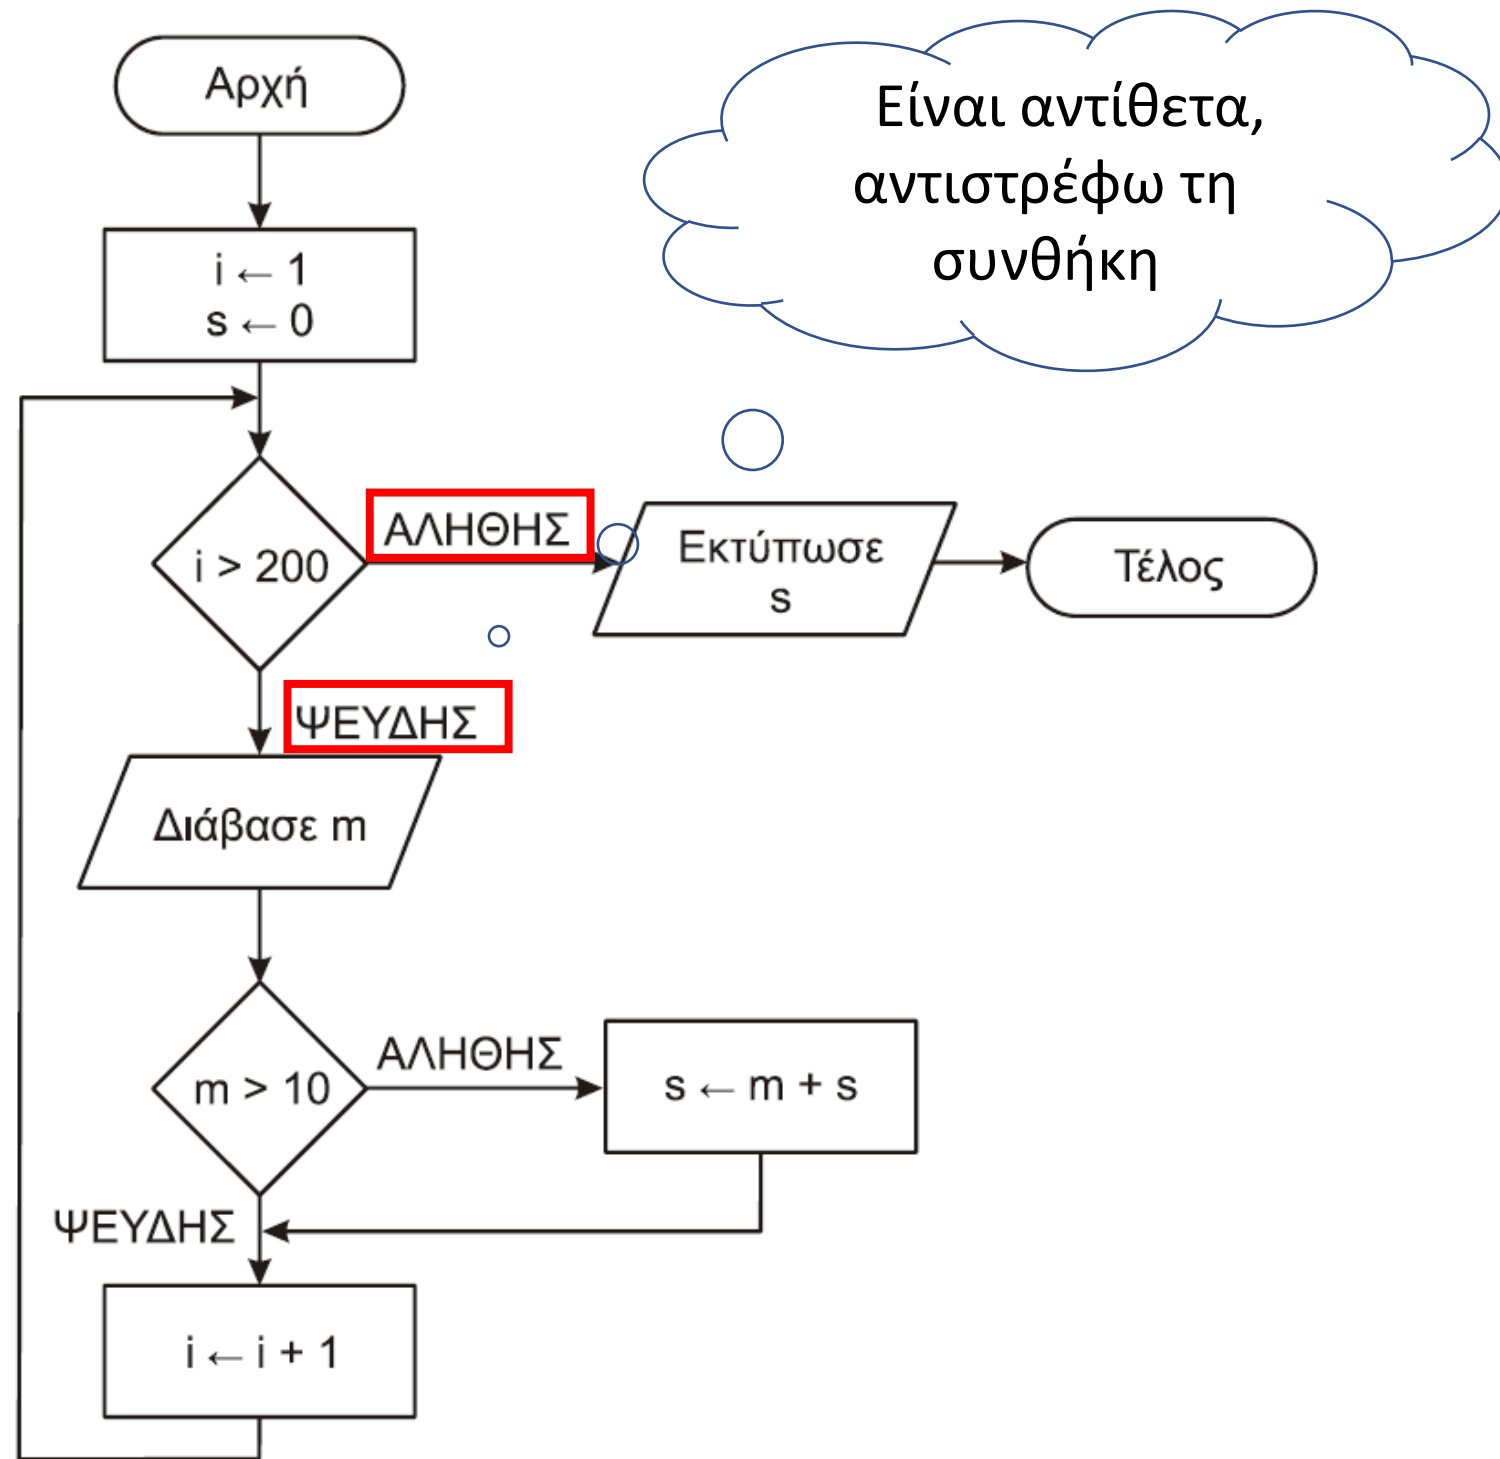 Αρχή
Είναι αντίθετα,
αντιστρέφω τη
συνθήκη
i ← 1
s ← 0
i > 200
ΑΛΗΘΗΣ
Εκτύπωσε
s
Τέλος
ΨΕΥΔΗΣ
Διάβασε m
m > 10
ΑΛΗΘΗΣ
s ← m + s
ΨΕΥΔΗΣ
i ← i + 1